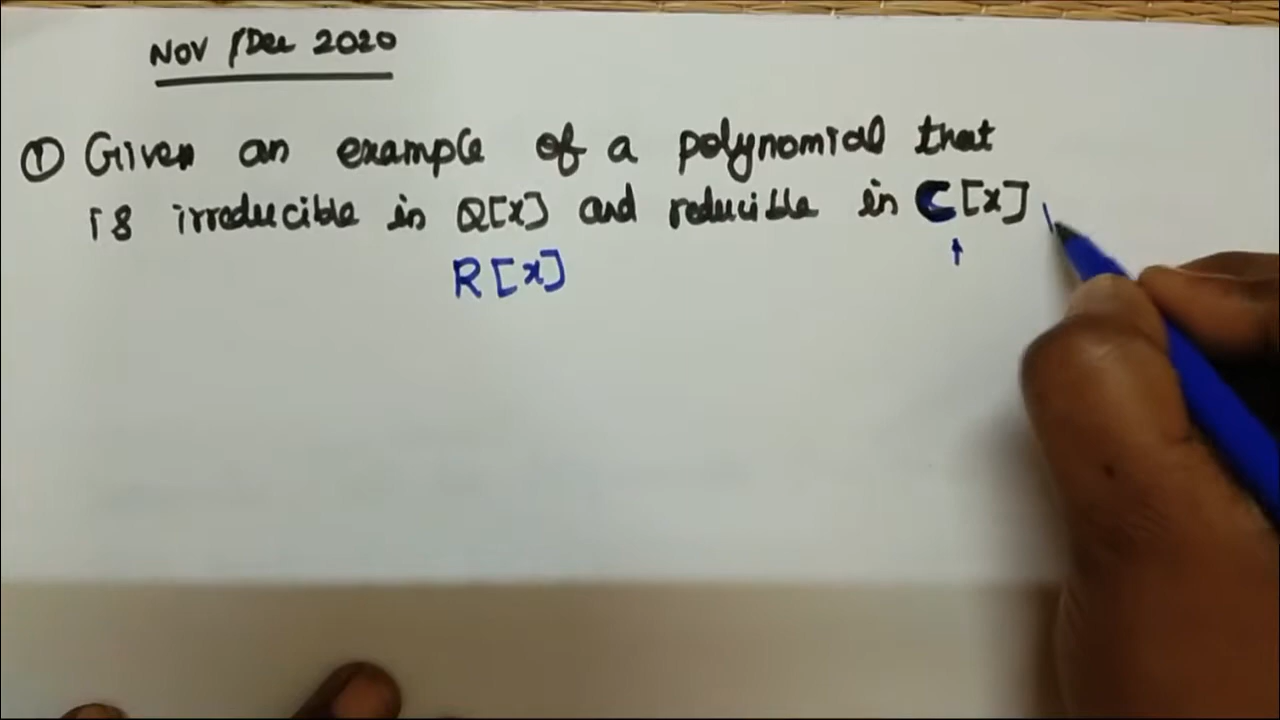 Nov /Dec 2020
① Given an example of a polynomial that
is irreducible in Q[x] and reducible in C[x]
R[x]